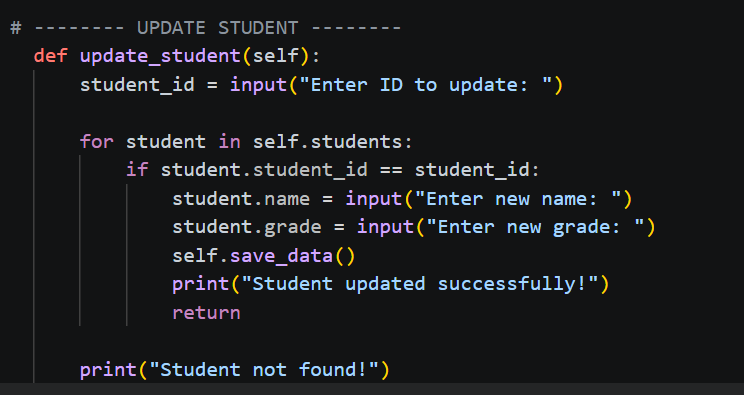 # -------- UPDATE STUDENT --------
def update_student(self):
student_id = input("Enter ID to update: ")
for student in self.students:
if student.student_id == student_id:
student.name = input("Enter new name: ")
student.grade = input("Enter new grade: ")
self.save_data()
print("Student updated successfully!")
return
print("Student not found!")